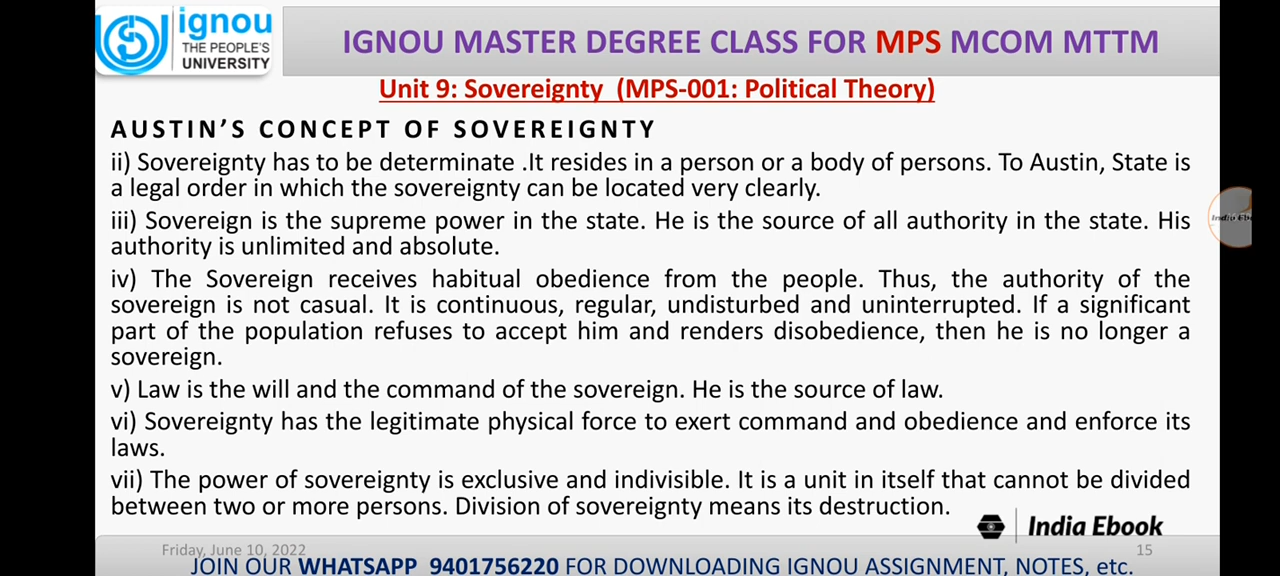 ignou
THE PEOPLE'S
UNIVERSITY
IGNOU MASTER DEGREE CLASS FOR MPS MCOM MTTM
Unit 9: Sovereignty (MPS-001: Political Theory)
AUSTIN'S CONCEPT OF SOVEREIGNTY
ii) Sovereignty has to be determinate .It resides in a person or a body of persons. To Austin, State is
a legal order in which the sovereignty can be located very clearly.
iii) Sovereign is the supreme power in the state. He is the source of all authority in the state. His
authority is unlimited and absolute.
iv) The Sovereign receives habitual obedience from the people. Thus, the authority of the
sovereign is not casual. It is continuous, regular, undisturbed and uninterrupted. If a significant
part of the population refuses to accept him and renders disobedience, then he is no longer a
sovereign.
v) Law is the will and the command of the sovereign. He is the source of law.
vi) Sovereignty has the legitimate physical force to exert command and obedience and enforce its
laws.
vii) The power of sovereignty is exclusive and indivisible. It is a unit in itself that cannot be divided
between two or more persons. Division of sovereignty means its destruction.
India Ebook
Friday, June 10, 2022
15
JOIN OUR WHATSAPP 9401756220 FOR DOWNLOADING IGNOU ASSIGNMENT, NOTES, etc.